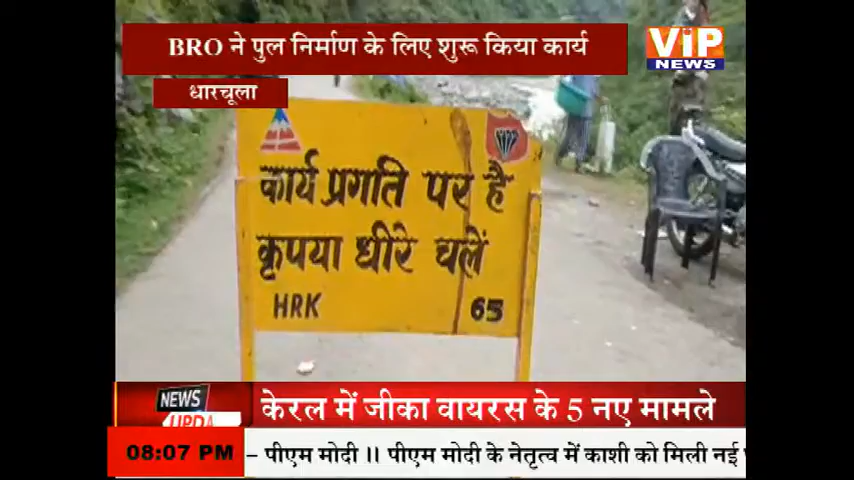 BRO ने पुल निर्माण के लिए शुरू किया कार्य
VIP
NEWS
धारचूला
कार्य प्रगति पर है
कृपया धीरे चलें
HRK 65
NEWS
केरल में जीका वायरस के 5 नए मामले
08:07 PM
– पीएम मोदी ।। पीएम मोदी के नेतृत्व में काशी को मिली नई